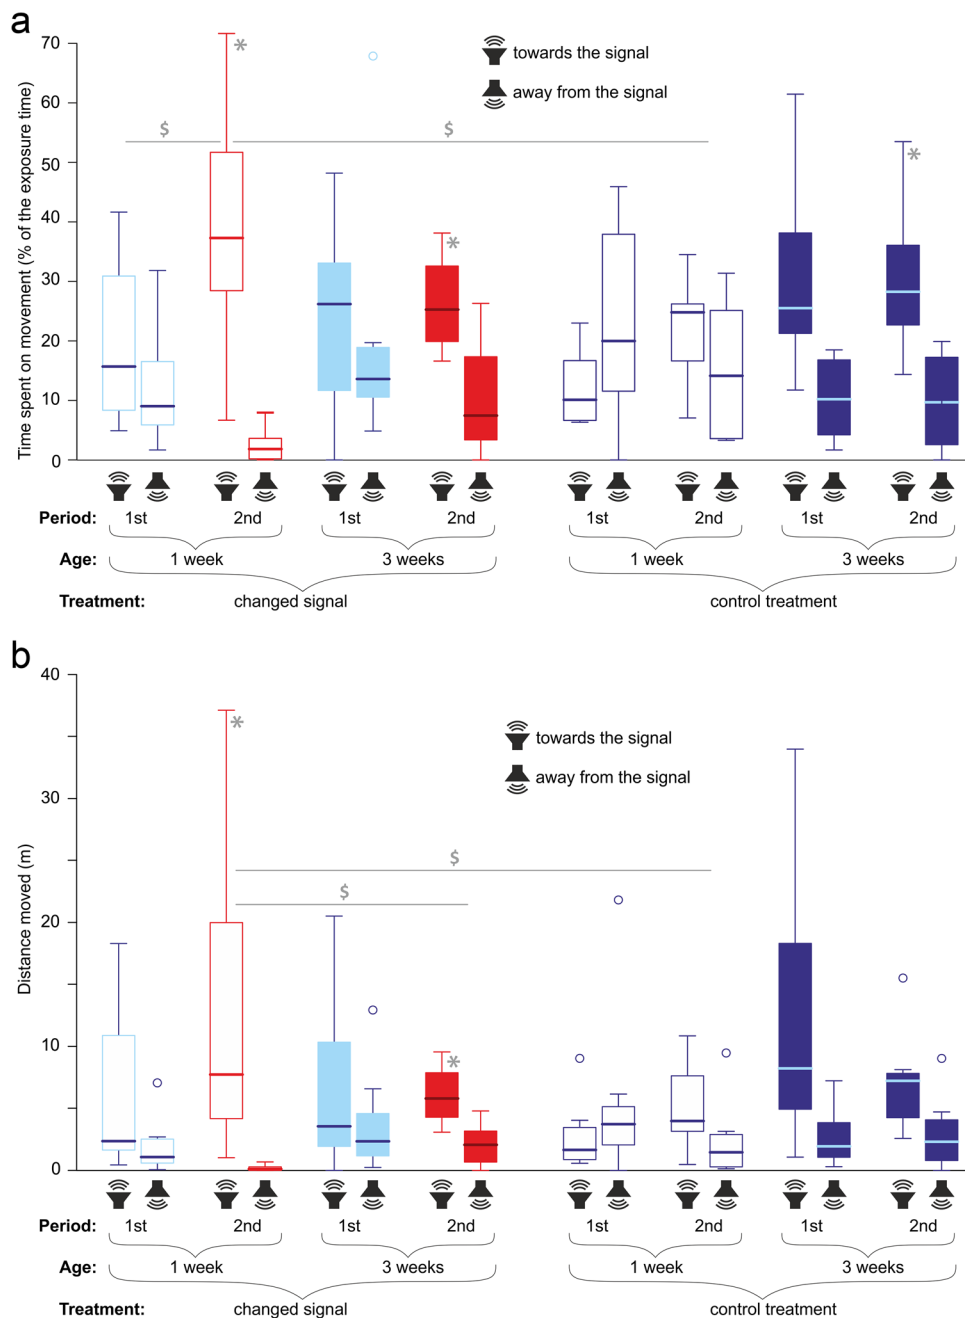 a
Time spent on movement (% of the exposure time)
70
60
50
40
30
20
10
0
towards the signal
away from the signal
*
$
$
*
*
Period: 1st 2nd 1st 2nd 1st 2nd 1st 2nd
Age: 1 week 3 weeks 1 week 3 weeks
Treatment: changed signal control treatment
b
Distance moved (m)
40
30
20
10
0
towards the signal
away from the signal
*
$
$
*
Period: 1st 2nd 1st 2nd 1st 2nd 1st 2nd
Age: 1 week 3 weeks 1 week 3 weeks
Treatment: changed signal control treatment